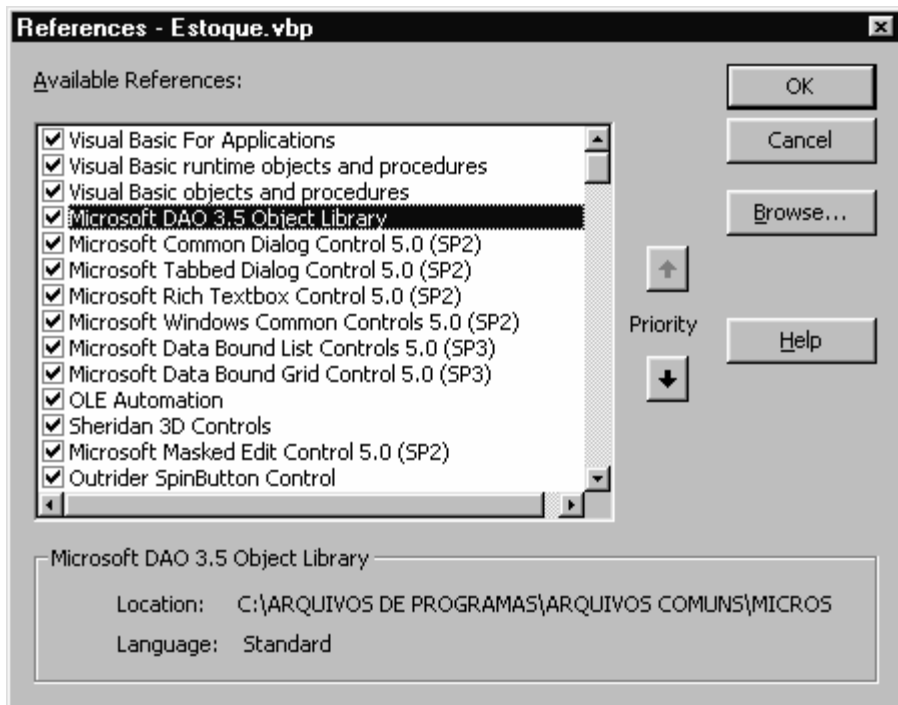 References - Estoque.vbp
Available References:
OK
Visual Basic For Applications
Cancel
Visual Basic runtime objects and procedures
Visual Basic objects and procedures
Microsoft DAO 3.5 Object Library
Browse...
Microsoft Common Dialog Control 5.0 (SP2)
Microsoft Tabbed Dialog Control 5.0 (SP2)
Microsoft Rich Textbox Control 5.0 (SP2)
Microsoft Windows Common Controls 5.0 (SP2)
Priority
Microsoft Data Bound List Controls 5.0 (SP3)
Help
Microsoft Data Bound Grid Control 5.0 (SP3)
OLE Automation
Sheridan 3D Controls
Microsoft Masked Edit Control 5.0 (SP2)
Outrider SpinButton Control
Microsoft DAO 3.5 Object Library
Location: C:\ARQUIVOS DE PROGRAMAS\ARQUIVOS COMUNS\MICROS
Language: Standard